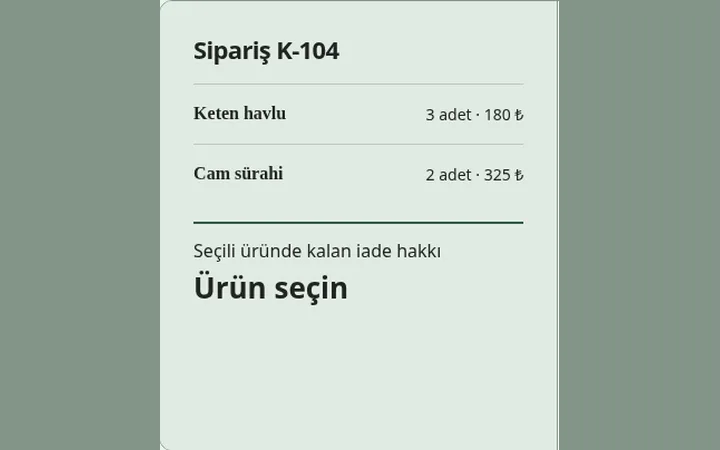 Sipariş K-104
Keten havlu 3 adet · 180 ₺
Cam sürahi 2 adet · 325 ₺
Seçili üründe kalan iade hakkı
Ürün seçin